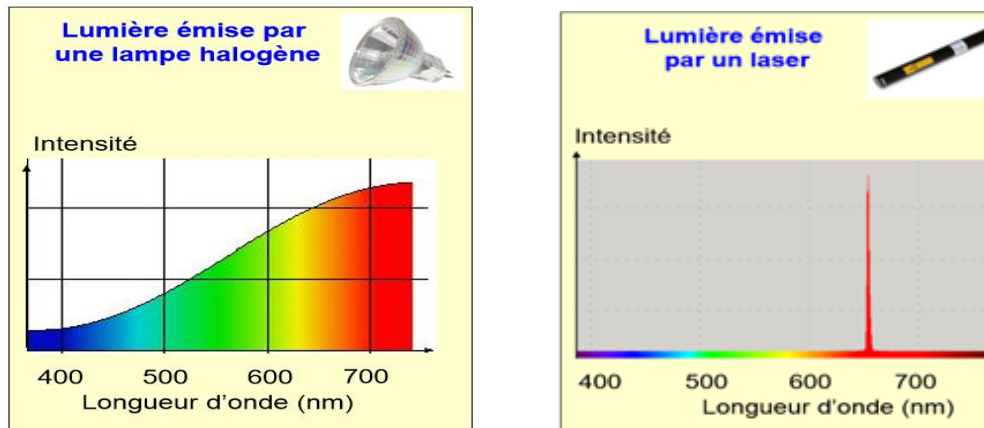 Lumière émise par
une lampe halogène
Intensité
400 500 600 700
Longueur d'onde (nm)
Lumière émise
par un laser
Intensité
400 500 600 700
Longueur d'onde (nm)